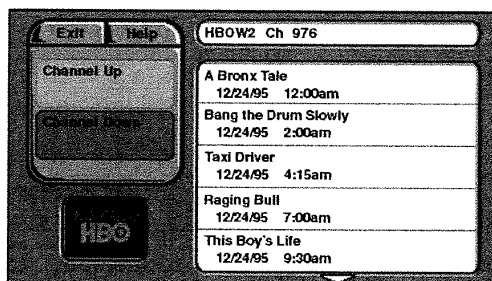 Exit Help
Channel Up
Channel Down
HBO
HBOW2 Ch 976
A Bronx Tale
12/24/95 12:00am
Bang the Drum Slowly
12/24/95 2:00am
Taxi Driver
12/24/95 4:15am
Raging Bull
12/24/95 7:00am
This Boy's Life
12/24/95 9:30am